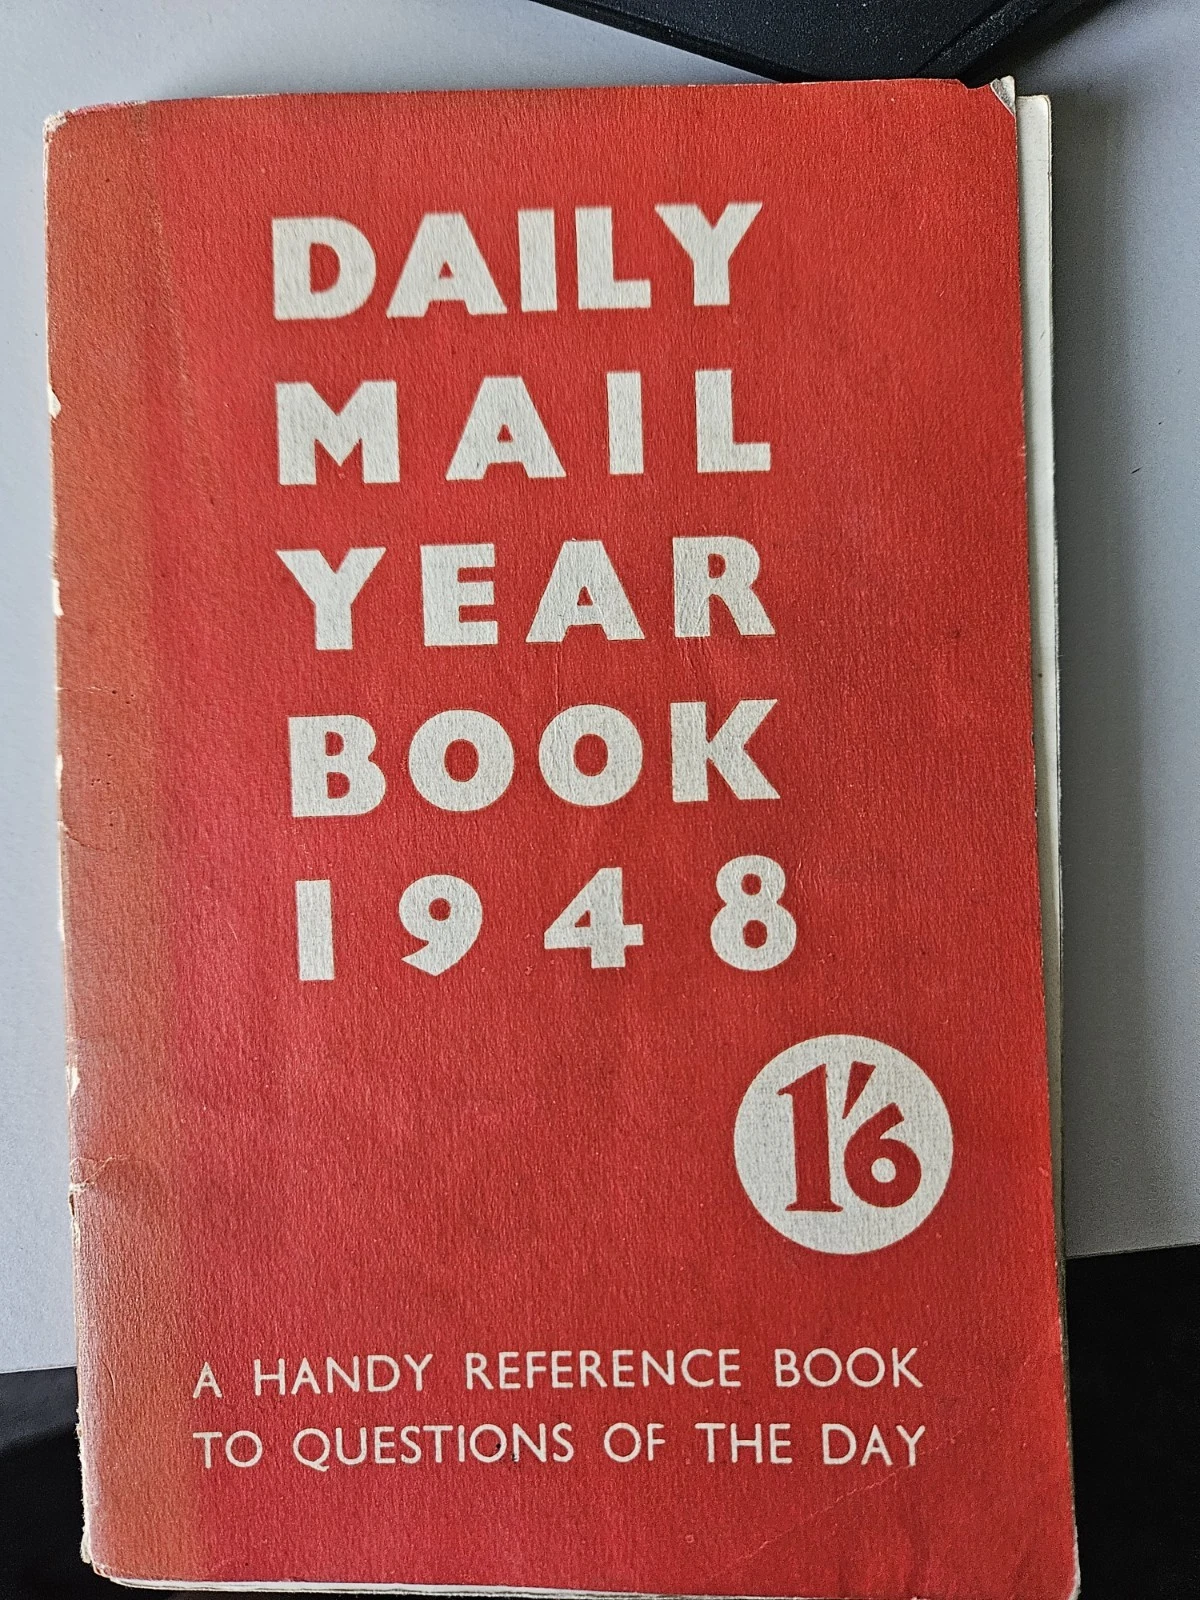 DAILY
MAIL
YEAR
BOOK
1948
1'6
A HANDY REFERENCE BOOK
TO QUESTIONS OF THE DAY